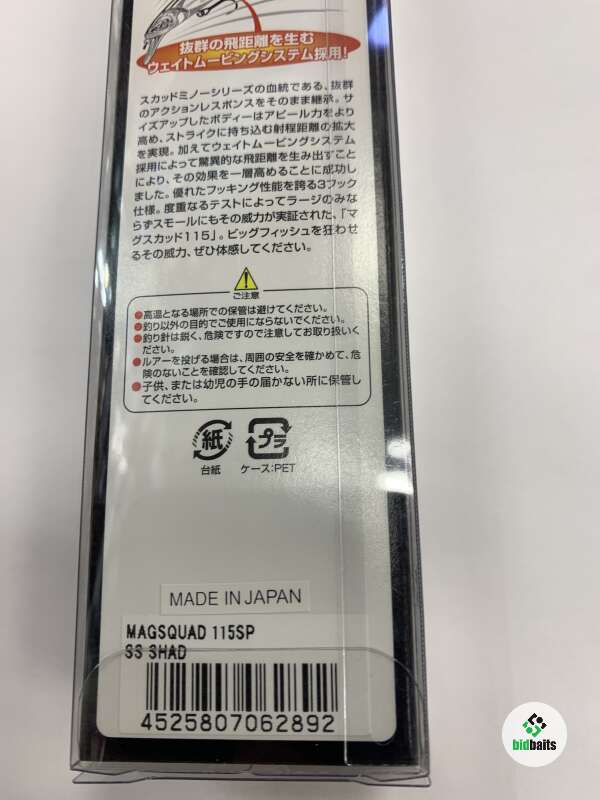 抜群の飛距離を生む
ウェイトムービングシステム採用!
スカッドミノーシリーズの血統である、抜群
のアクションレスポンスをそのまま継承。サ
イズアップしたボディーはアピール力をより
高め、ストライクに持ち込む射程距離の拡大
を実現。加えてウェイトムービングシステム
採用によって驚異的な飛距離を生み出すこと
により、その効果を一層高めることに成功し
ました。優れたフッキング性能を誇る3フック
仕様。度重なるテストによってラージのみな
らずスモールにもその威力が実証された、「マ
グスカッド115」。ビッグフィッシュを狂わせ
るその威力、ぜひ体感してください。
ご注意
●高温となる場所での保管は避けてください。
●釣り以外の目的でご使用にならないでください。
●釣り針は鋭く、危険ですので注意してお取り扱いく
ださい。
●ルアーを投げる場合は、周囲の安全を確かめて、危
険のないことを確認してください。
●子供、または幼児の手の届かない所に保管し
てください。
紙 プラ
台紙 ケース:PET
MADE IN JAPAN
MAGSQUAD 115SP
SS SHAD
4525807062892
bidbaits